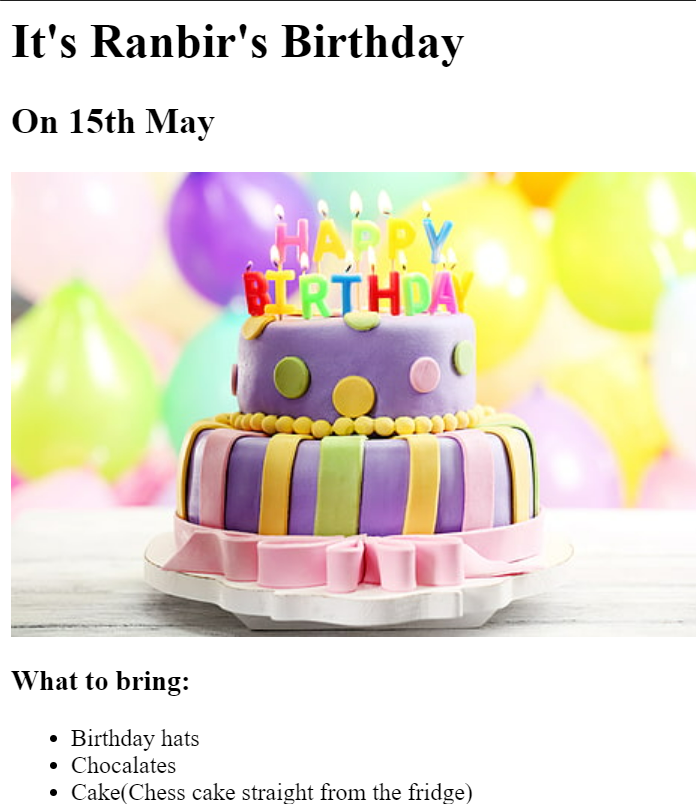 It's Ranbir's Birthday
On 15th May
HAPPY
BIRTHDAY
What to bring:
Birthday hats
Chocalates
Cake(Chess cake straight from the fridge)